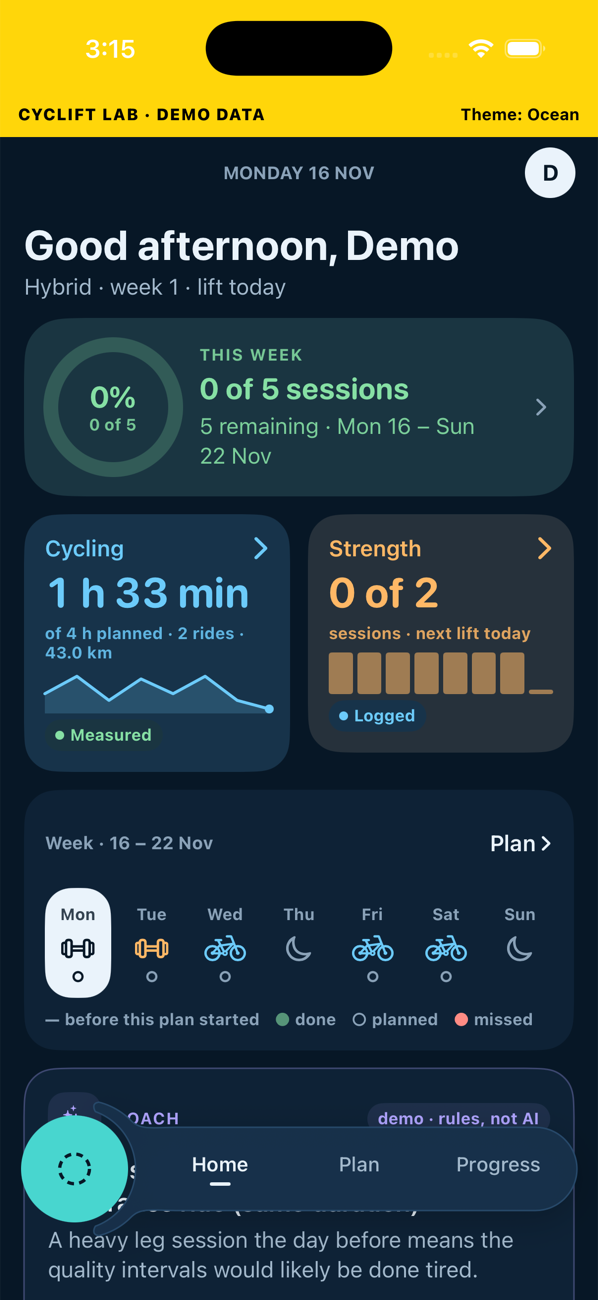 3:15
CYCLIFT LAB · DEMO DATA
Theme: Ocean
MONDAY 16 NOV
D
Good afternoon, Demo
Hybrid · week 1 · lift today
THIS WEEK
0%
0 of 5
0 of 5 sessions
5 remaining · Mon 16 – Sun
22 Nov
Cycling
1 h 33 min
of 4 h planned · 2 rides ·
43.0 km
Measured
Strength
0 of 2
sessions · next lift today
Logged
Week · 16 – 22 Nov
Plan
Mon
Tue
Wed
Thu
Fri
Sat
Sun
— before this plan started
done
planned
missed
demo · rules, not AI
Home
Plan
Progress
A heavy leg session the day before means the
quality intervals would likely be done tired.